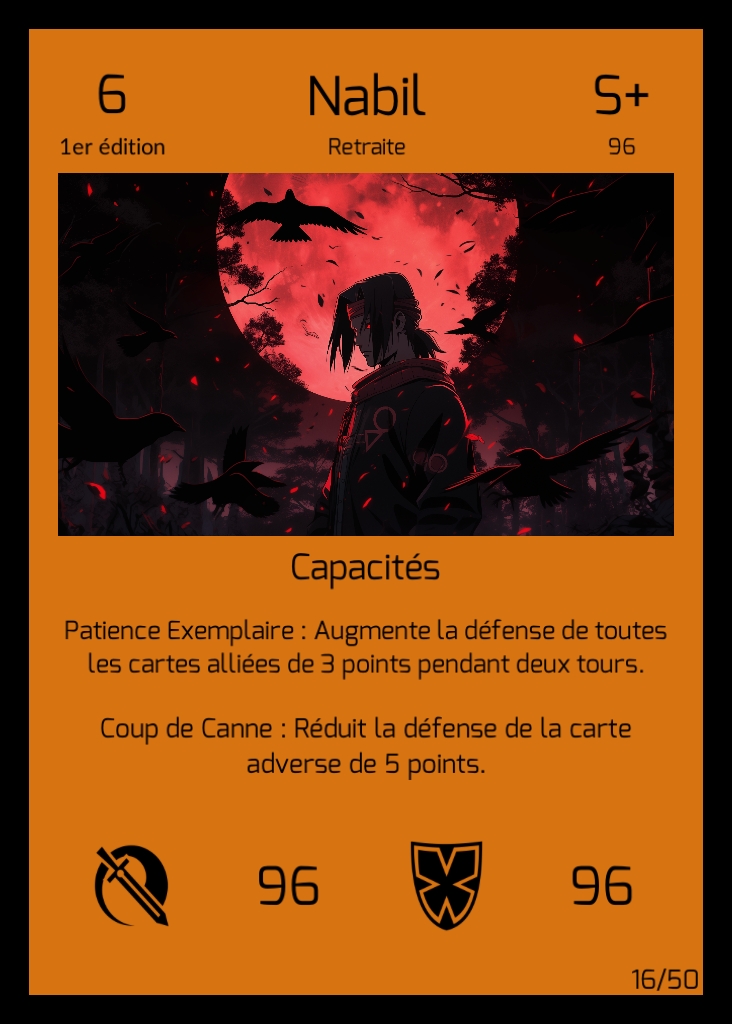 6
Nabil
S+
1er édition
Retraite
96
Capacités
Patience Exemplaire : Augmente la défense de toutes
les cartes alliées de 3 points pendant deux tours.
Coup de Canne : Réduit la défense de la carte
adverse de 5 points.
96
96
16/50